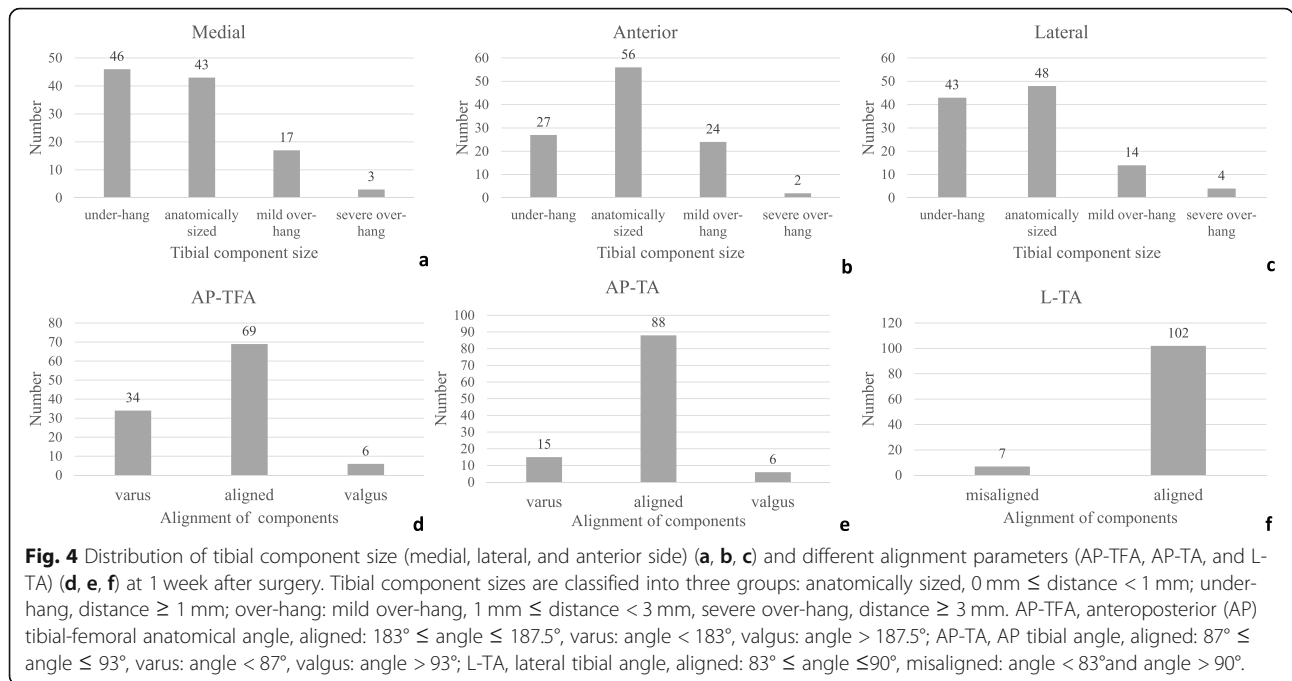 Medial
50
40
30
20
10
0
Number
46
43
17
3
under-hang
anatomically sized
mild over-hang
severe over-hang
Tibial component size
a
Anterior
60
50
40
30
20
10
0
Number
27
56
24
2
under-hang
anatomically sized
mild over-hang
severe over-hang
Tibial component size
b
Lateral
60
50
40
30
20
10
0
Number
43
48
14
4
under-hang
anatomically sized
mild over-hang
severe over-hang
Tibial component size
c
AP-TFA
80
70
60
50
40
30
20
10
0
Number
34
69
6
varus
aligned
valgus
Alignment of components
d
AP-TA
100
90
80
70
60
50
40
30
20
10
0
Number
15
88
6
varus
aligned
valgus
Alignment of components
e
L-TA
120
100
80
60
40
20
0
Number
7
102
misaligned
aligned
Alignment of components
f
Fig. 4 Distribution of tibial component size (medial, lateral, and anterior side) (a, b, c) and different alignment parameters (AP-TFA, AP-TA, and L-
TA) (d, e, f) at 1 week after surgery. Tibial component sizes are classified into three groups: anatomically sized, 0 mm ≤ distance < 1 mm; under-
hang, distance ≥ 1 mm; over-hang: mild over-hang, 1 mm ≤ distance < 3 mm, severe over-hang, distance ≥ 3 mm. AP-TFA, anteroposterior (AP)
tibial-femoral anatomical angle, aligned: 183° ≤ angle ≤ 187.5°, varus: angle < 183°, valgus: angle > 187.5°; AP-TA, AP tibial angle, aligned: 87° ≤
angle ≤ 93°, varus: angle < 87°, valgus: angle > 93°; L-TA, lateral tibial angle, aligned: 83° ≤ angle ≤90°, misaligned: angle < 83°and angle > 90°.